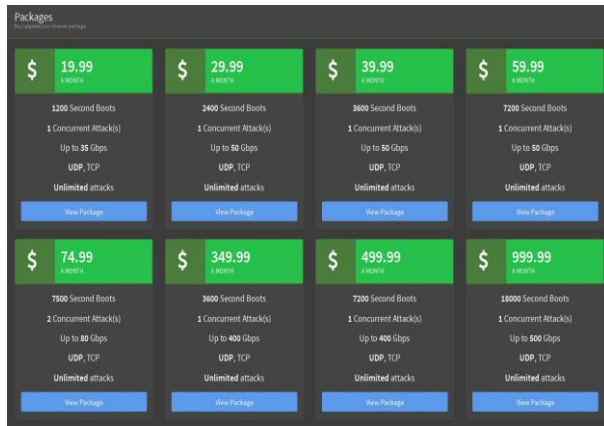 Packages
Buy/upgrade your
$ 19.99
A MONTH
1200 Second Boots
1 Concurrent Attack(s)
Up to 35 Gbps
UDP, TCP
Unlimited attacks
View Package
$ 29.99
A MONTH
2400 Second Boots
1 Concurrent Attack(s)
Up to 50 Gbps
UDP, TCP
Unlimited attacks
View Package
$ 39.99
A MONTH
3600 Second Boots
1 Concurrent Attack(s)
Up to 50 Gbps
UDP, TCP
Unlimited attacks
View Package
$ 59.99
A MONTH
7200 Second Boots
1 Concurrent Attack(s)
Up to 50 Gbps
UDP, TCP
Unlimited attacks
View Package
$ 74.99
A MONTH
7500 Second Boots
2 Concurrent Attack(s)
Up to 80 Gbps
UDP, TCP
Unlimited attacks
View Package
$ 349.99
A MONTH
3600 Second Boots
1 Concurrent Attack(s)
Up to 400 Gbps
UDP, TCP
Unlimited attacks
View Package
$ 499.99
A MONTH
7200 Second Boots
1 Concurrent Attack(s)
Up to 400 Gbps
UDP, TCP
Unlimited attacks
View Package
$ 999.99
A MONTH
18000 Second Boots
1 Concurrent Attack(s)
Up to 500 Gbps
UDP, TCP
Unlimited attacks
View Package